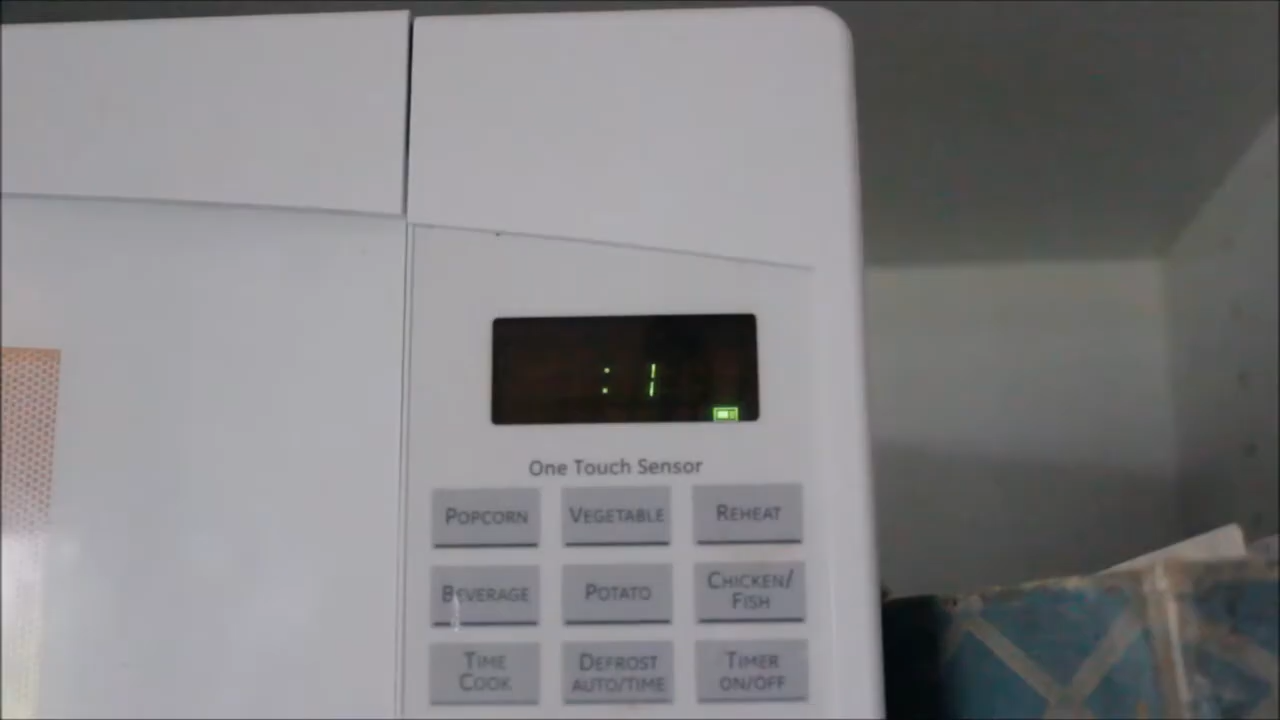 : 1
One Touch Sensor
POPCORN VEGETABLE REHEAT
BEVERAGE POTATO CHICKEN/
FISH
TIME
COOK
DEFROST
AUTO/TIME
TIMER
ON/OFF